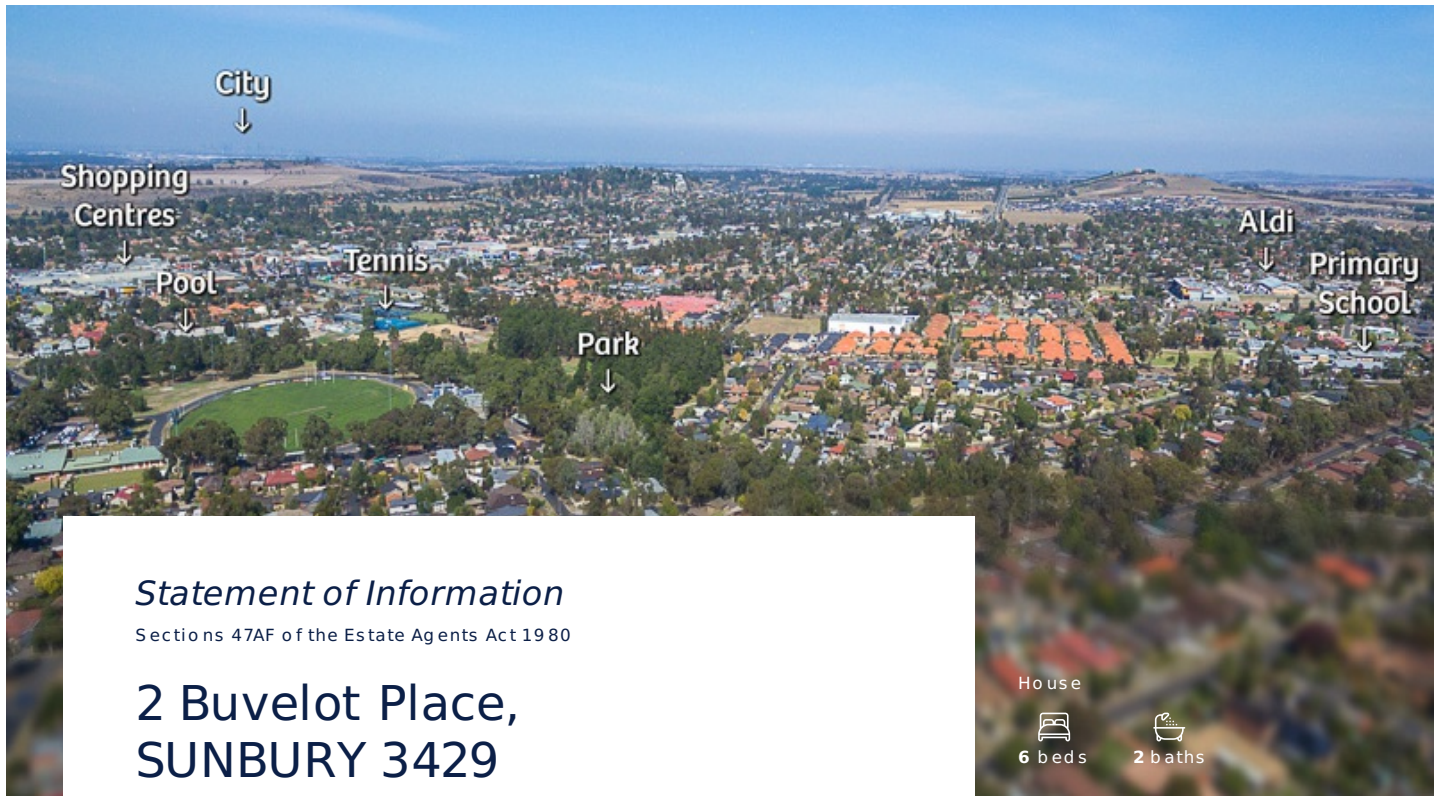 City
Shopping
Centres
Pool
Tennis
Park
Aldi
Primary
School
Statement of Information
Sections 47AF of the Estate Agents Act 1980
2 Buvelot Place,
SUNBURY 3429
House
6 beds
2 baths